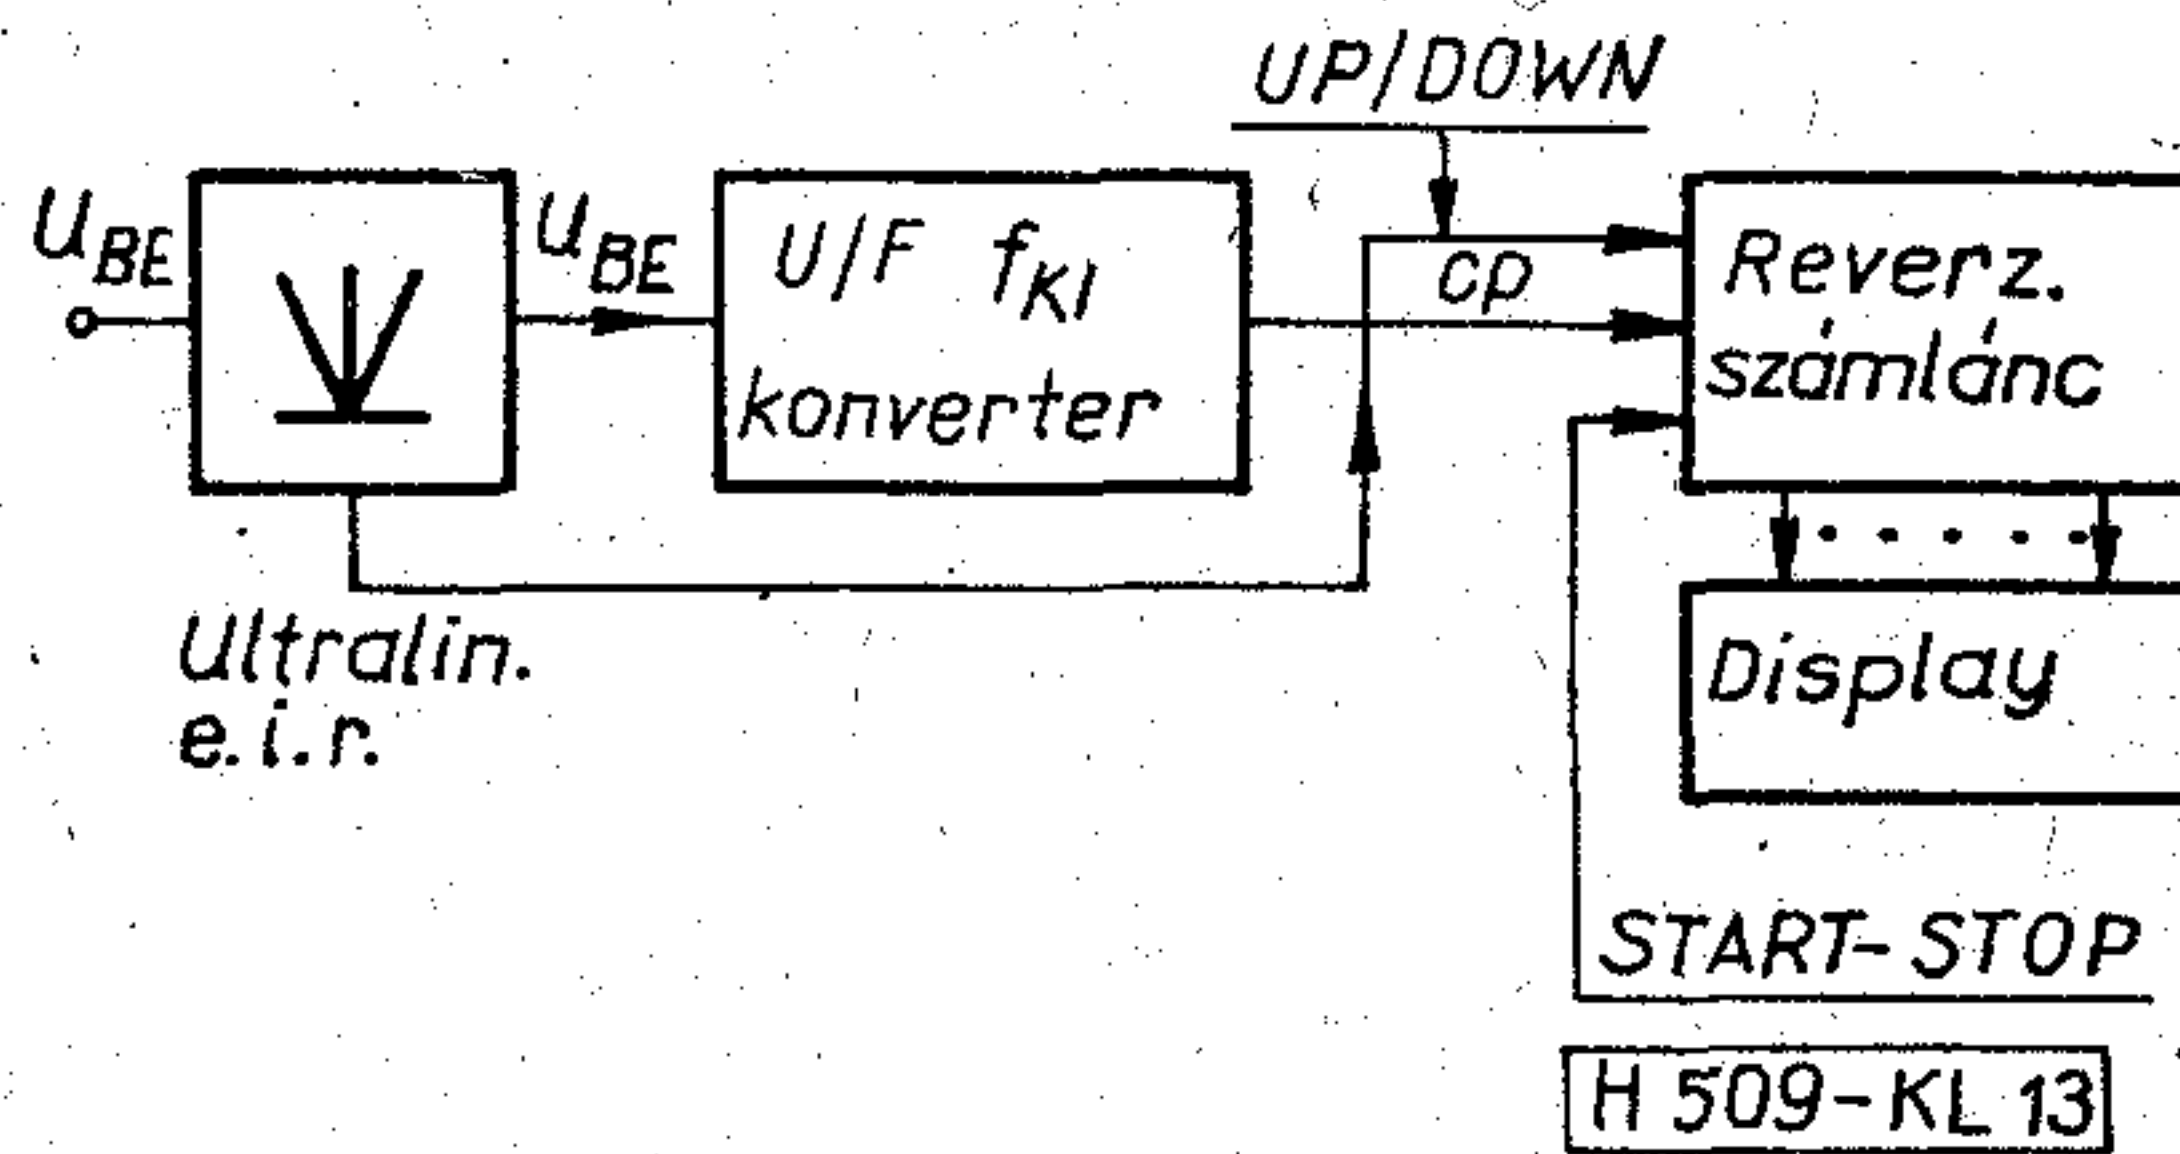 UP/DOWN
U_BE
U_BE
U/F f_KI
konverter
CP
Reverz.
számlánc
Ultralin.
e.i.r.
Display
START-STOP
H 509-KL 13